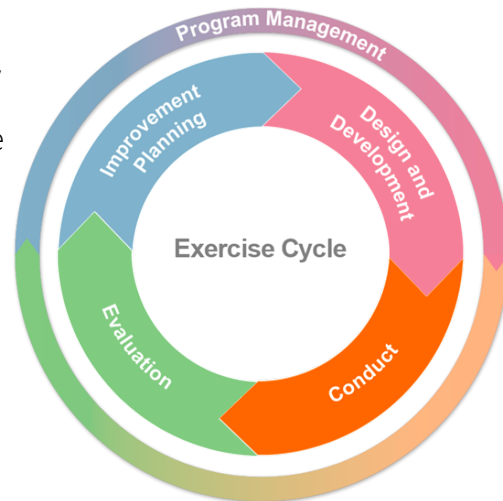 Program Management
Improvement
Planning
Design and
Development
Exercise Cycle
Evaluation
Conduct
e